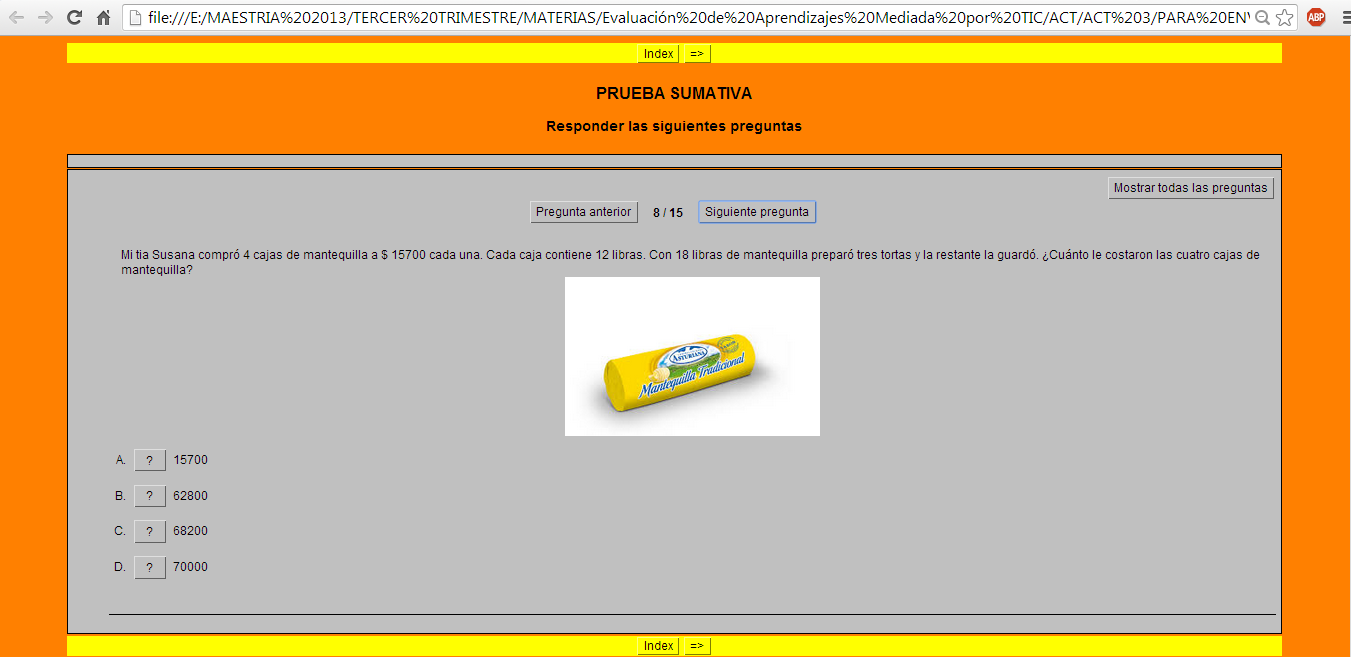 file:///E:/MAESTRIA%202013/TERCER%20TRIMESTRE/MATERIAS/Evaluación%20de%20Aprendizajes%20Mediada%20por%20TIC/ACT/ACT%203/PARA%20EN
ABP
Index =>
PRUEBA SUMATIVA
Responder las siguientes preguntas
Mostrar todas las preguntas
Pregunta anterior 8 / 15 Siguiente pregunta
Mi tia Susana compró 4 cajas de mantequilla a $ 15700 cada una. Cada caja contiene 12 libras. Con 18 libras de mantequilla preparó tres tortas y la restante la guardó. ¿Cuánto le costaron las cuatro cajas de
mantequilla?
ASTURIANA
Mantequilla Tradicional
A. ? 15700
B. ? 62800
C. ? 68200
D. ? 70000
Index =>